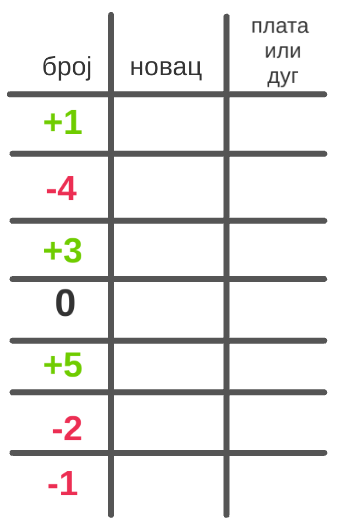 број новац плата
или
дуг
+1
-4
+3
0
+5
-2
-1